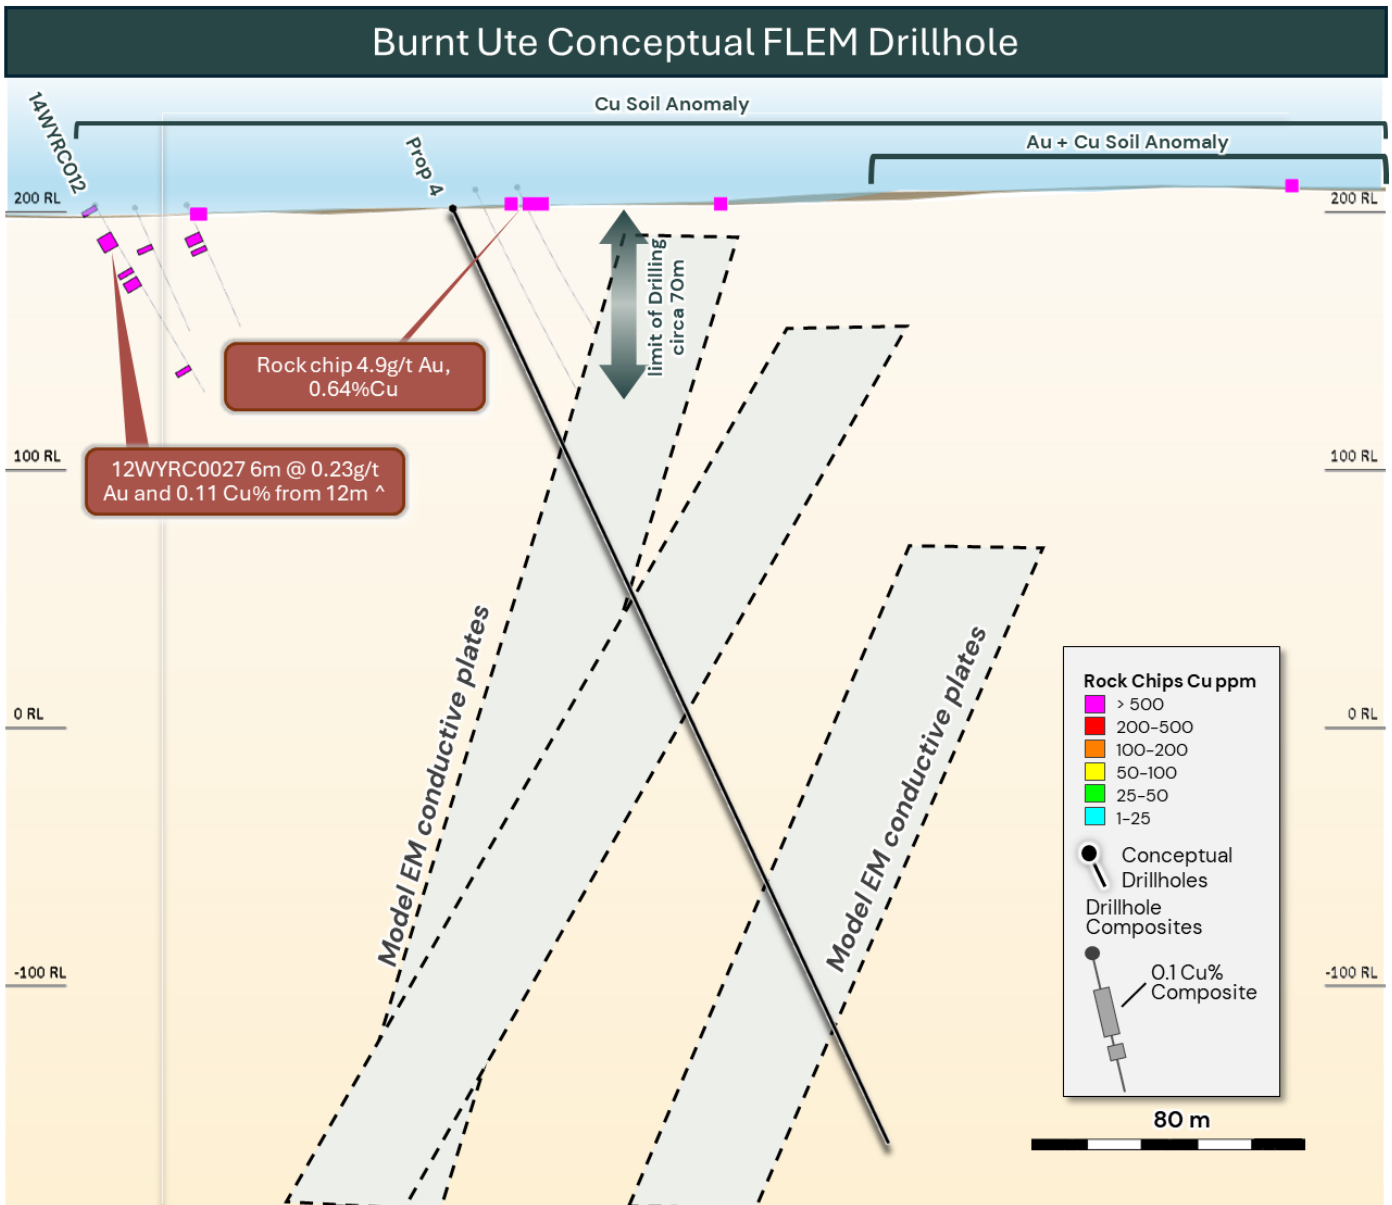 Burnt Ute Conceptual FLEM Drillhole
Cu Soil Anomaly
Au + Cu Soil Anomaly
14WYRC012
Prop 4
200 RL
200 RL
limit of Drilling
circa 70m
Rock chip 4.9g/t Au,
0.64%Cu
100 RL
100 RL
12WYRC0027 6m @ 0.23g/t
Au and 0.11 Cu% from 12m ^
Model EM conductive plates
Model EM conductive plates
0 RL
0 RL
-100 RL
-100 RL
Rock Chips Cu ppm
> 500
200-500
100-200
50-100
25-50
1-25
Conceptual
Drillholes
Drillhole
Composites
0.1 Cu%
Composite
80 m